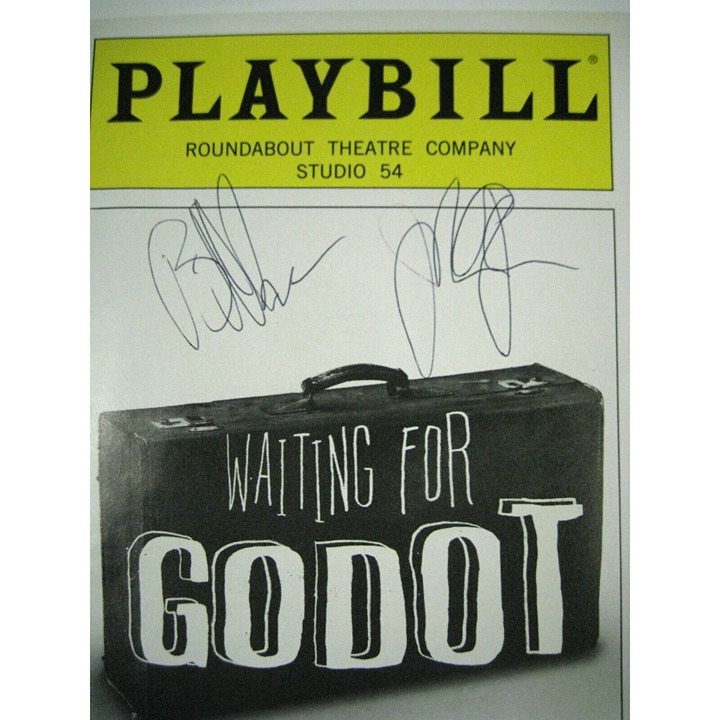 PLAYBILL®
ROUNDABOUT THEATRE COMPANY
STUDIO 54
WAITING FOR
GODOT